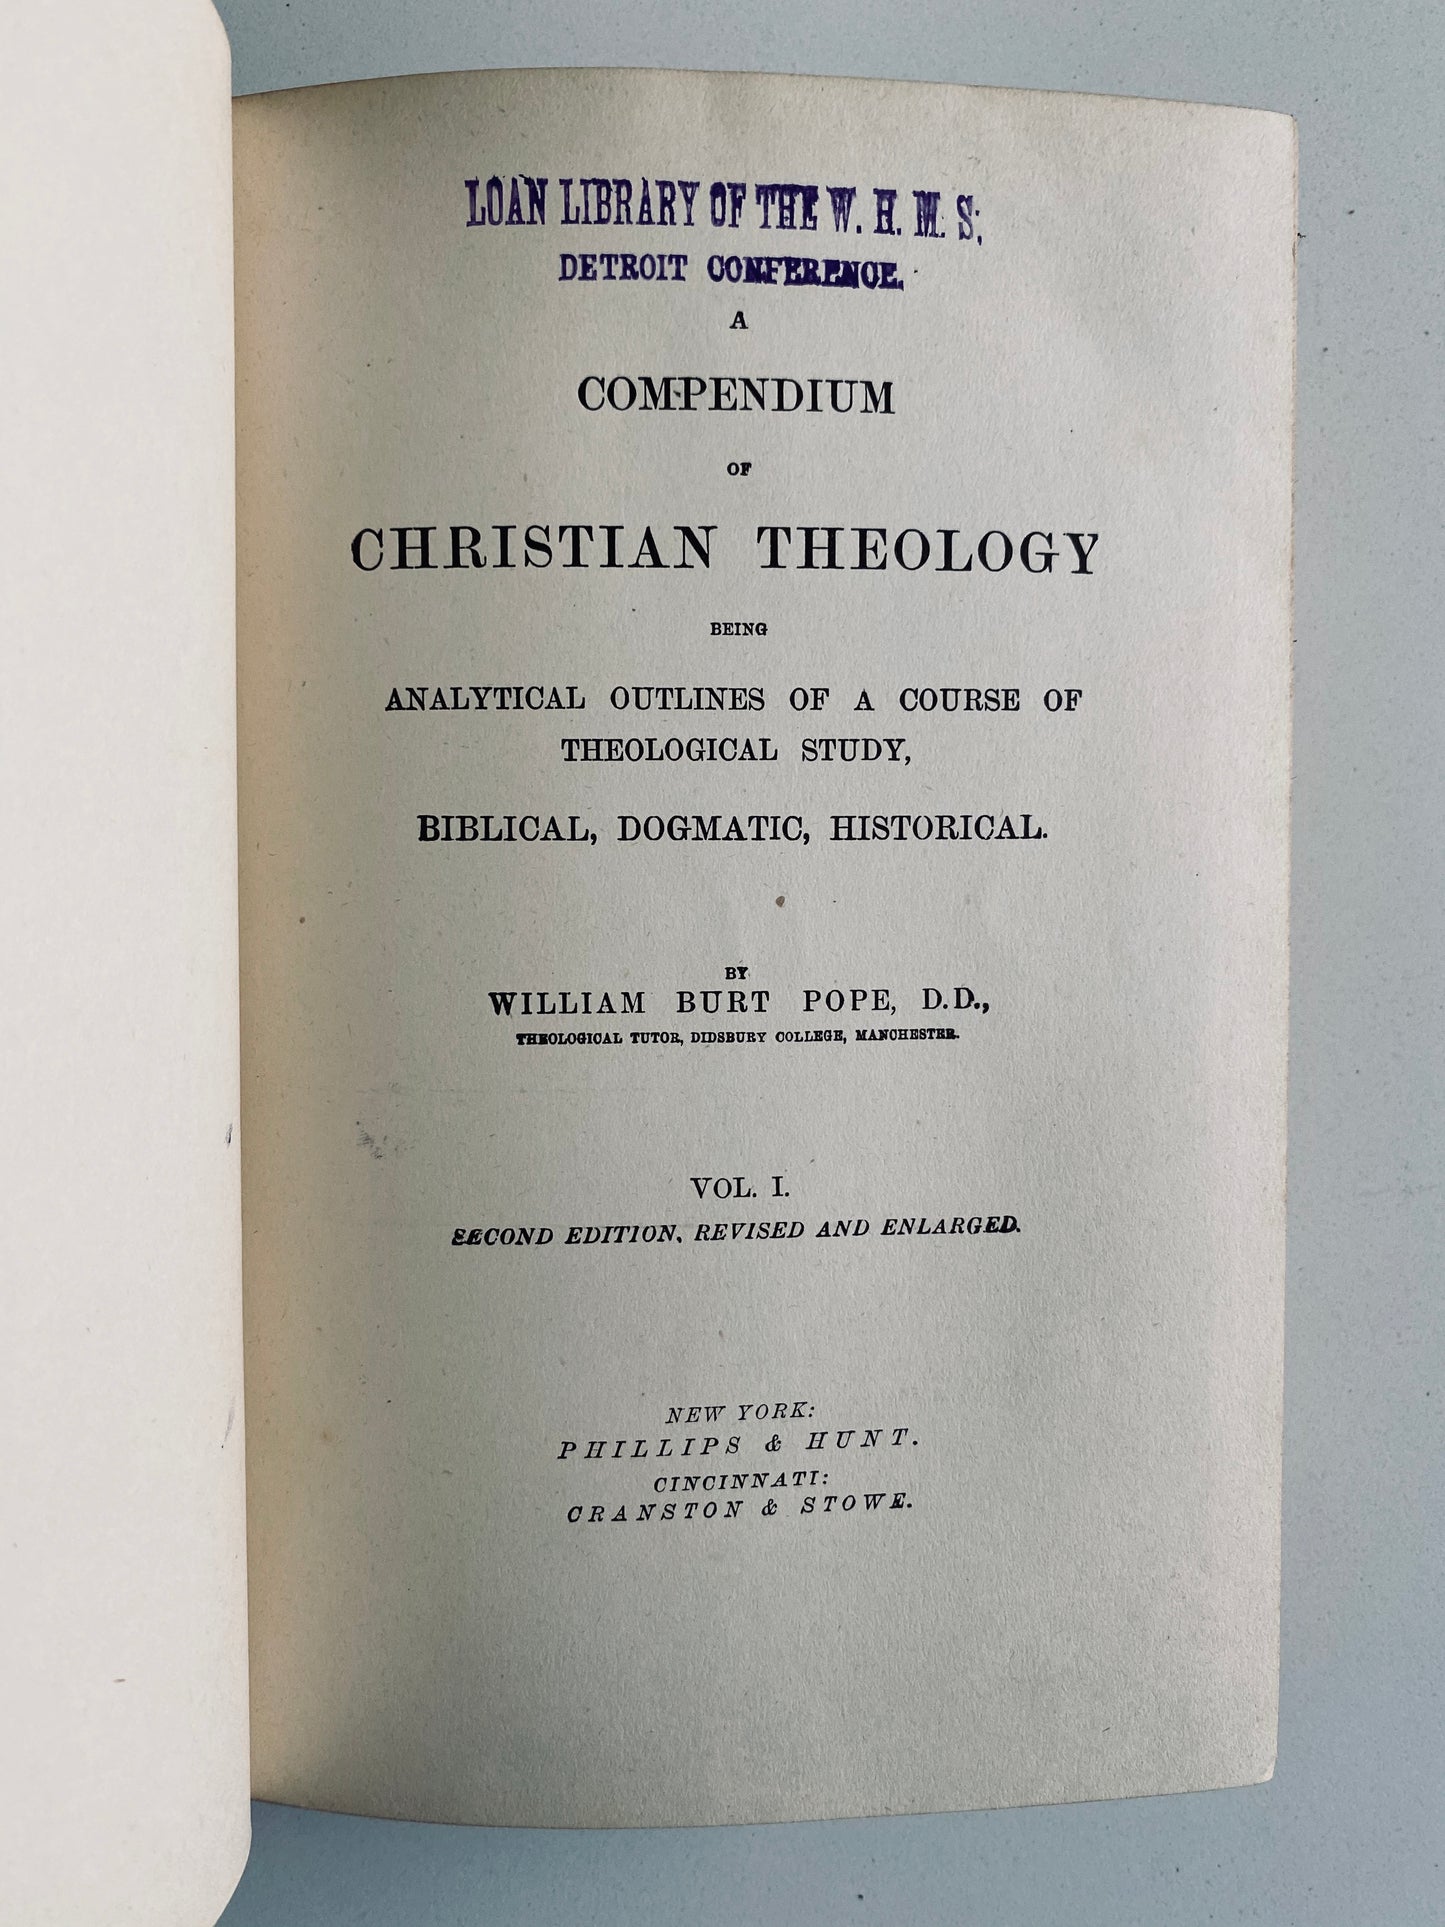 LOAN LIBRARY OF THE W. H. M. S.
DETROIT CONFERENCE.
A
COMPENDIUM
OF
CHRISTIAN THEOLOGY
BEING
ANALYTICAL OUTLINES OF A COURSE OF
THEOLOGICAL STUDY,
BIBLICAL, DOGMATIC, HISTORICAL.
BY
WILLIAM BURT POPE, D.D.,
THEOLOGICAL TUTOR, DIDSBURY COLLEGE, MANCHESTER.
VOL. I.
SECOND EDITION, REVISED AND ENLARGED.
NEW YORK:
PHILLIPS & HUNT.
CINCINNATI:
CRANSTON & STOWE.